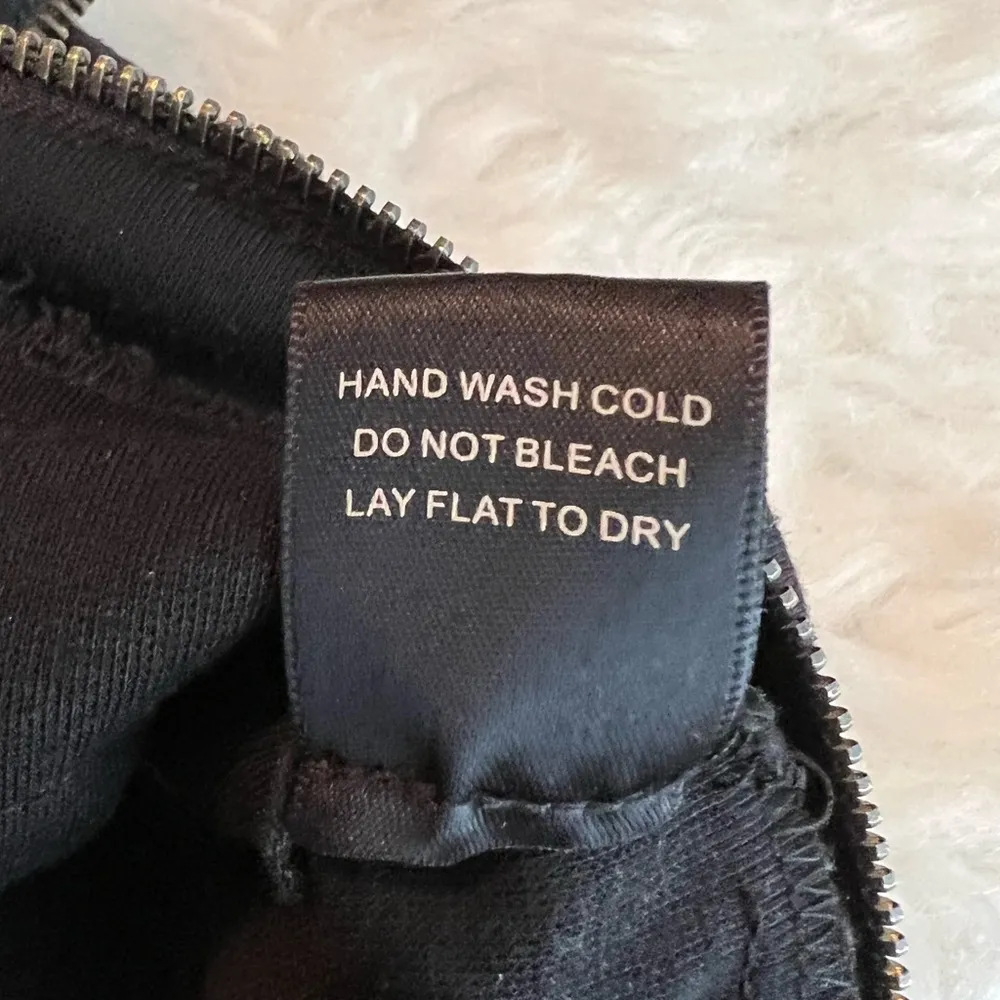 HAND WASH COLD
DO NOT BLEACH
LAY FLAT TO DRY